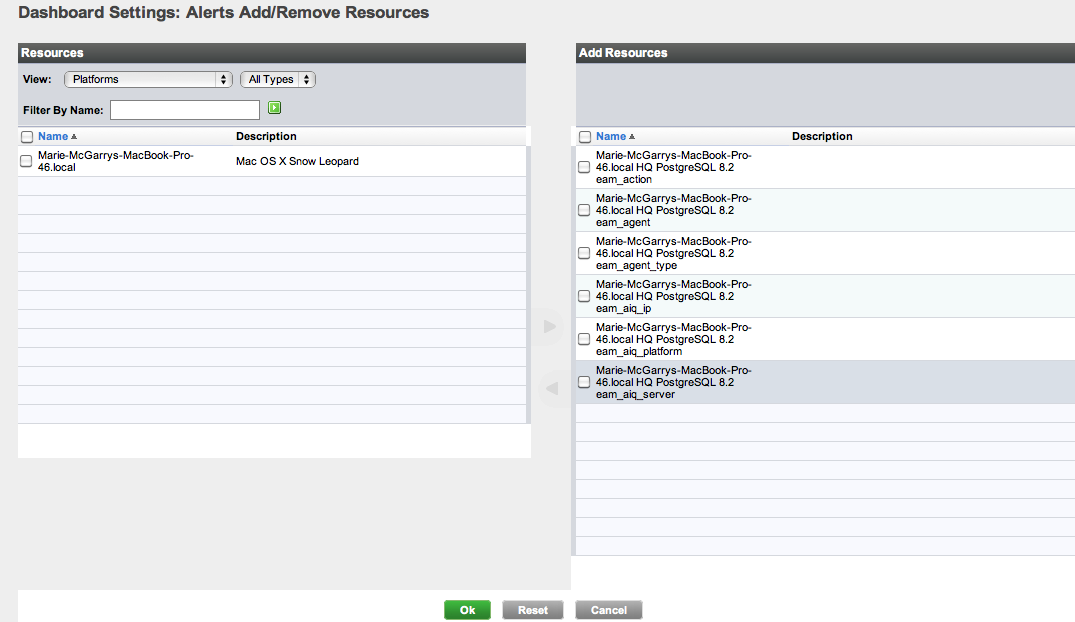 Dashboard Settings: Alerts Add/Remove Resources
Resources
View: Platforms All Types
Filter By Name:
Name Description
Marie-McGarrys-MacBook-Pro-
46.local
Mac OS X Snow Leopard
Add Resources
Name Description
Marie-McGarrys-MacBook-Pro-
46.local HQ PostgreSQL 8.2
eam_action
Marie-McGarrys-MacBook-Pro-
46.local HQ PostgreSQL 8.2
eam_agent
Marie-McGarrys-MacBook-Pro-
46.local HQ PostgreSQL 8.2
eam_agent_type
Marie-McGarrys-MacBook-Pro-
46.local HQ PostgreSQL 8.2
eam_aiq_ip
Marie-McGarrys-MacBook-Pro-
46.local HQ PostgreSQL 8.2
eam_aiq_platform
Marie-McGarrys-MacBook-Pro-
46.local HQ PostgreSQL 8.2
eam_aiq_server
Ok Reset Cancel